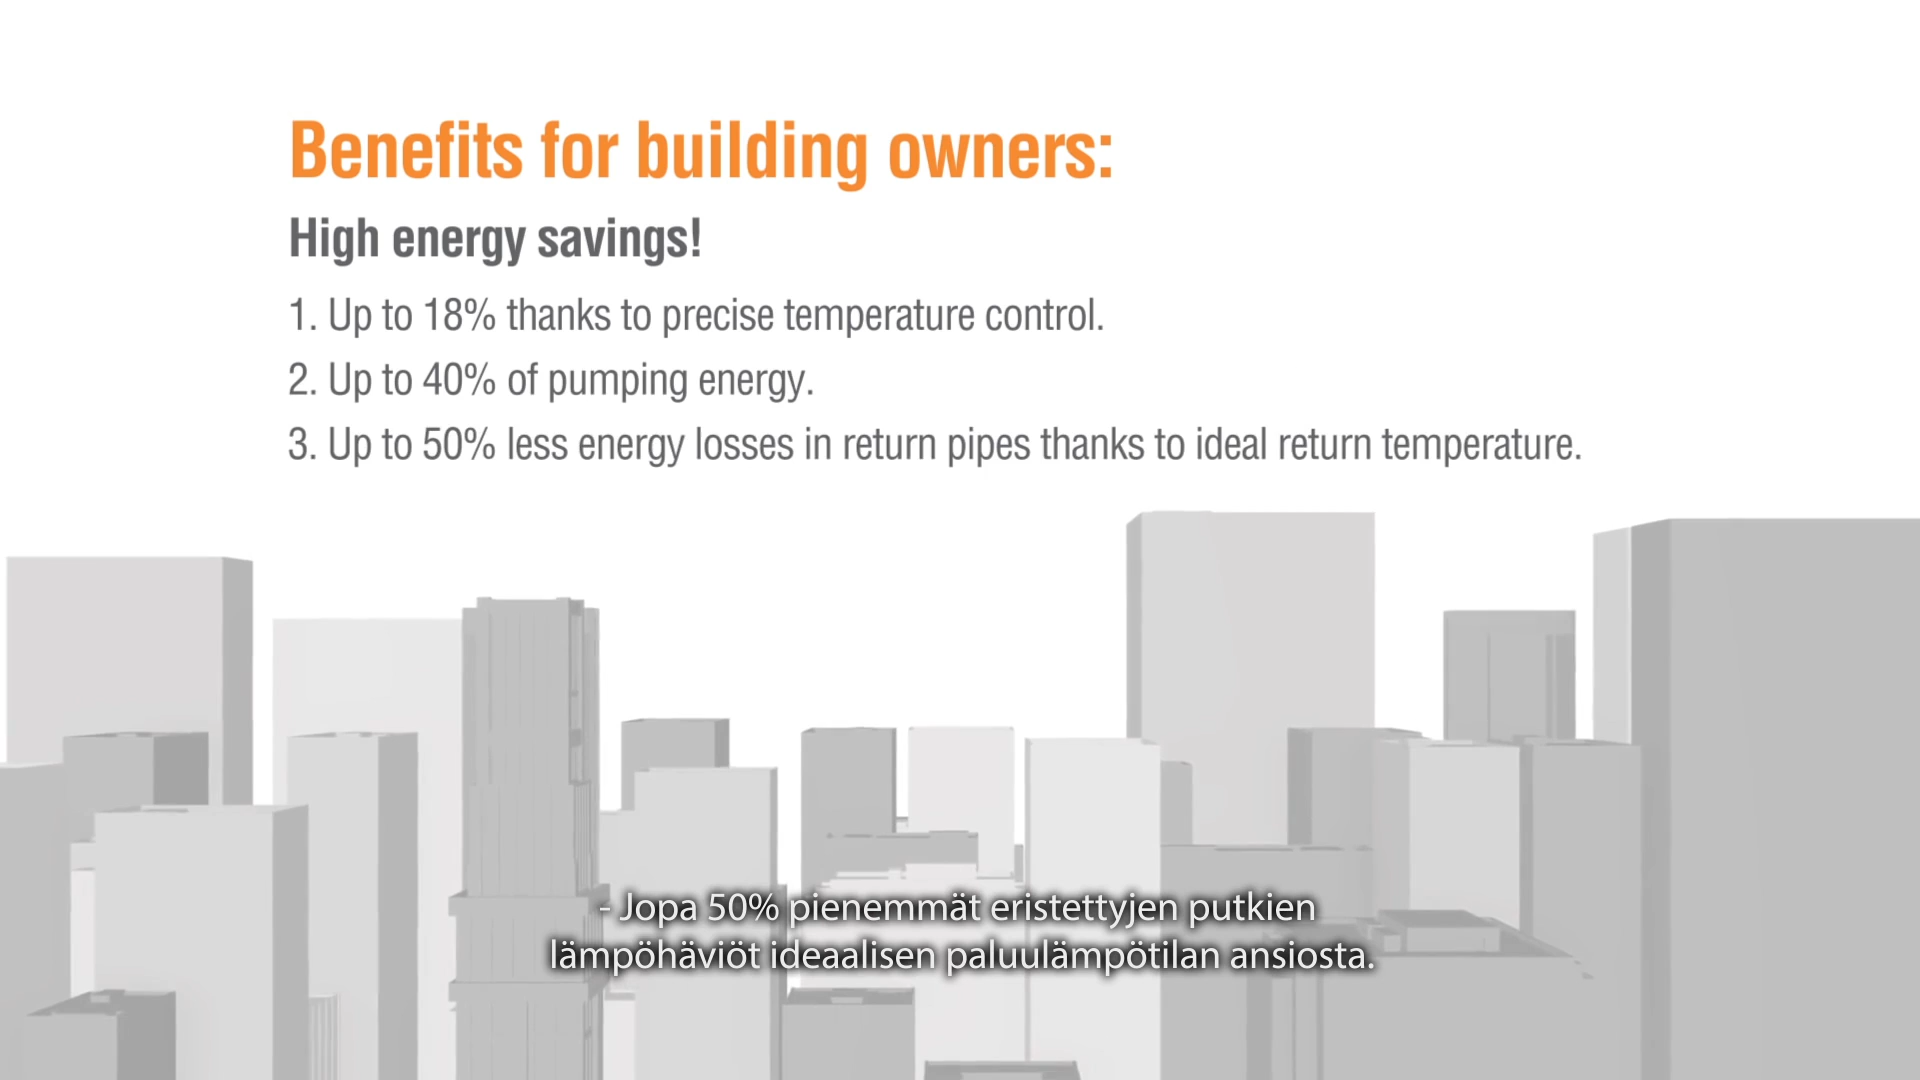 Benefits for building owners:
High energy savings!
1. Up to 18% thanks to precise temperature control.
2. Up to 40% of pumping energy.
3. Up to 50% less energy losses in return pipes thanks to ideal return temperature.
- Jopa 50% pienemmät eristettyjen putkien
lämpöhäviöt ideaalisen paluulämpötilan ansiosta.